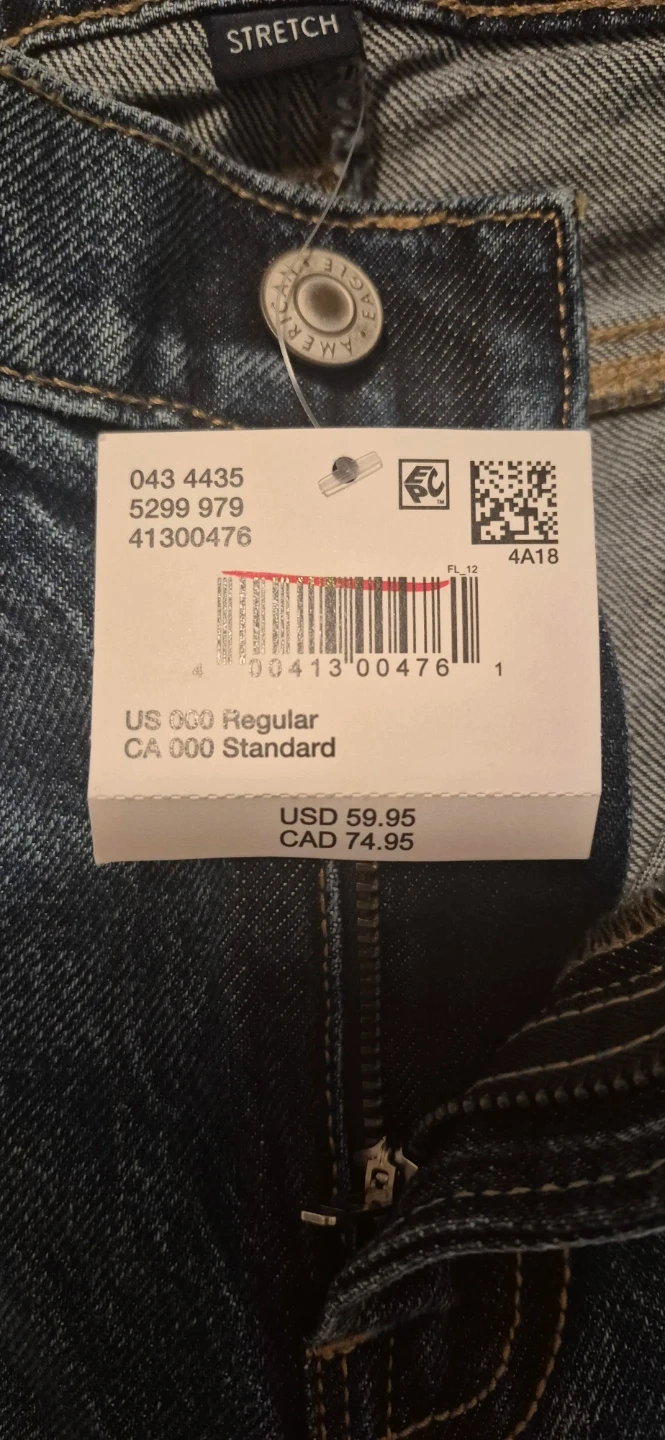 STRETCH
AMERICAN EAGLE
043 4435
5299 979
41300476
EPC
TM
4A18
FL_12
4 00413 00476 1
US 000 Regular
CA 000 Standard
USD 59.95
CAD 74.95